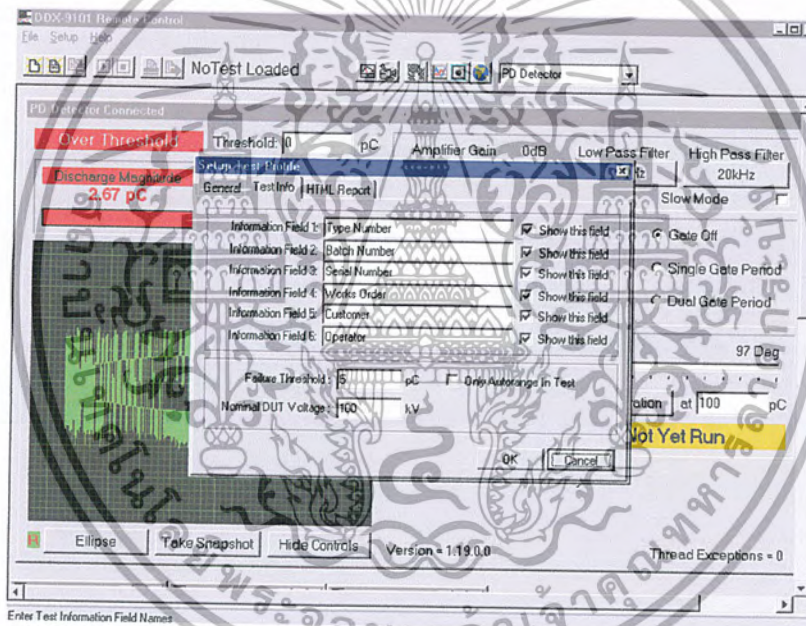 DDX-9101 Remote Control
File Setup Help
NoTest Loaded
PD Detector
PD Detector Connected
Over Threshold
Threshold: 0 pC
Amplifier Gain 0dB
Low Pass Filter
High Pass Filter
20kHz
Discharge Magnitude
2.67 pC
Slow Mode
Setup Test Profile
General Test Info HTML Report
Information Field 1: Type Number Show this field
Information Field 2: Batch Number Show this field
Information Field 3: Serial Number Show this field
Information Field 4: Works Order Show this field
Information Field 5: Customer Show this field
Information Field 6: Operator Show this field
Failure Threshold: 5 pC Only Autorange In Test
Nominal DUT Voltage: 100 kV
OK Cancel
Gate Off
Single Gate Period
Dual Gate Period
97 Deg
at 100 pC
Not Yet Run
Ellipse
Take Snapshot
Hide Controls
Version = 1.19.0.0
Thread Exceptions = 0
Enter Test Information Field Names